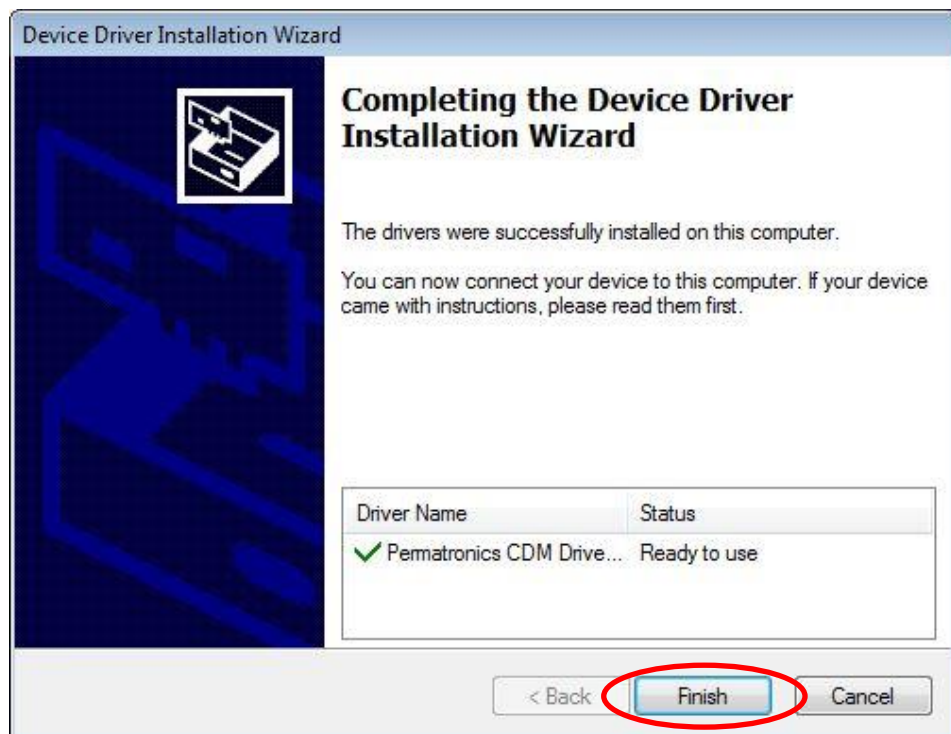 Device Driver Installation Wizard
Completing the Device Driver
Installation Wizard
The drivers were successfully installed on this computer.
You can now connect your device to this computer. If your device
came with instructions, please read them first.
Driver Name Status
Permatronics CDM Drive... Ready to use
< Back Finish Cancel